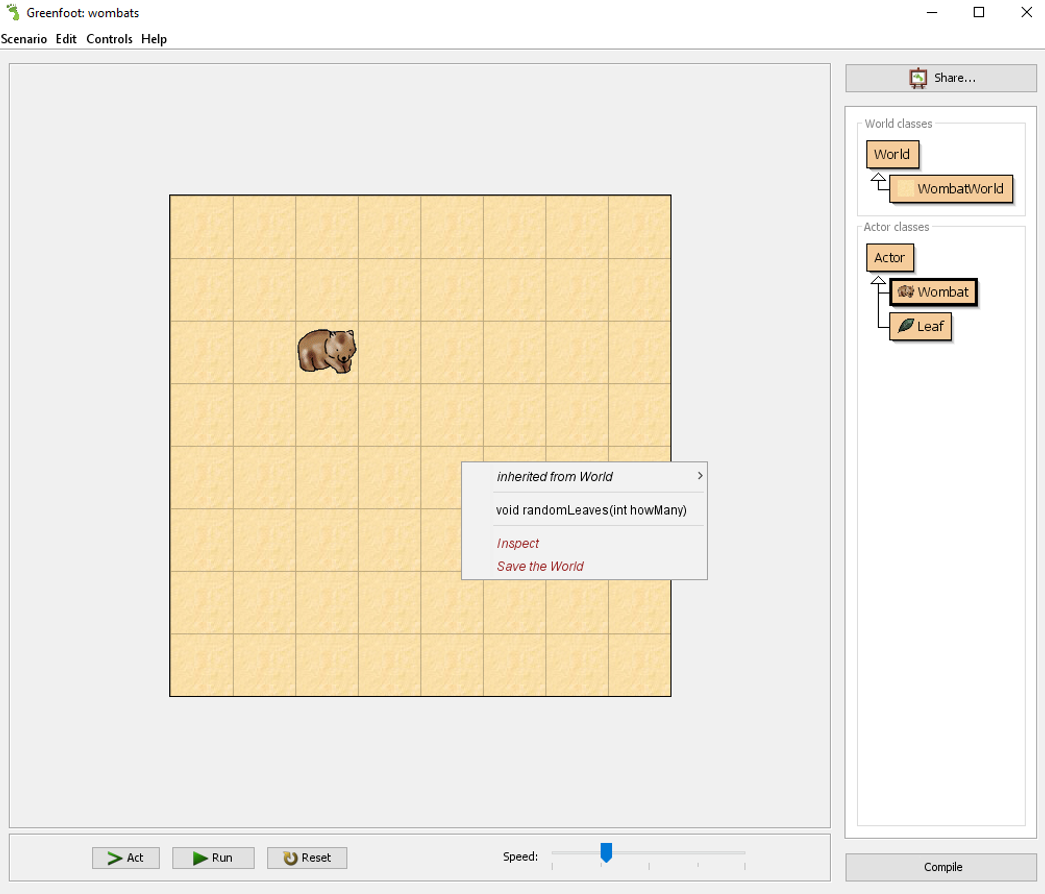 Greenfoot: wombats
Scenario Edit Controls Help
Share...
World classes
World
WombatWorld
Actor classes
Actor
Wombat
Leaf
inherited from World
void randomLeaves(int howMany)
Inspect
Save the World
Act Run Reset Speed:
Compile